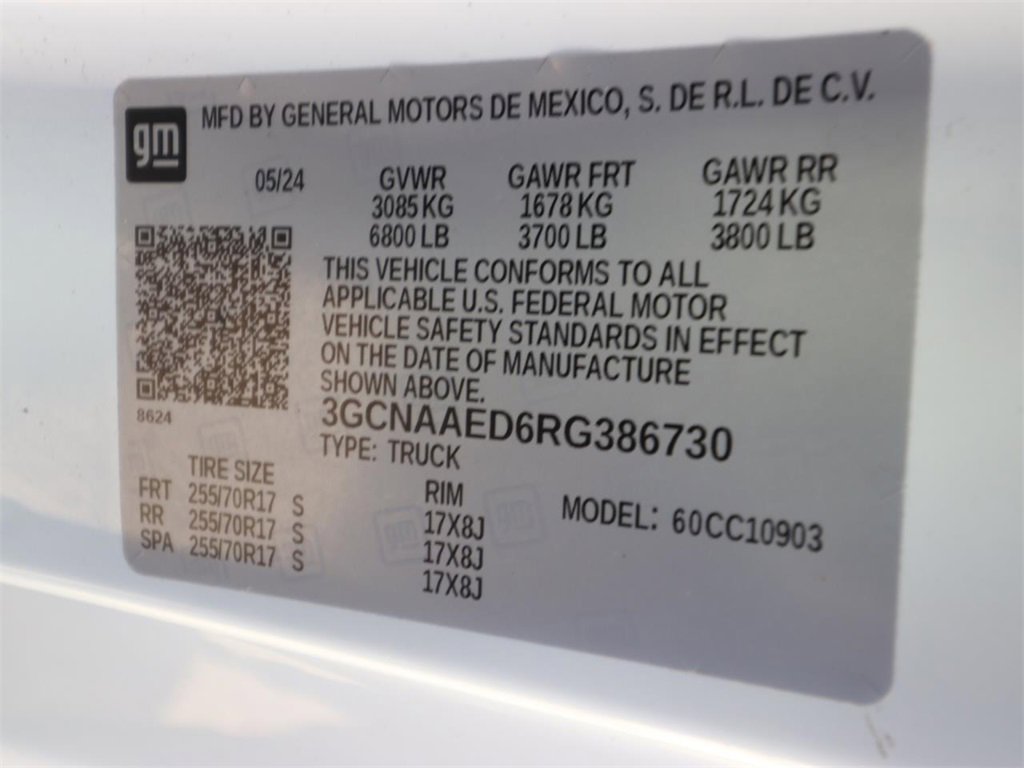 gm
MFD BY GENERAL MOTORS DE MEXICO, S. DE R.L. DE C.V.
05/24 GVWR GAWR FRT GAWR RR
3085 KG 1678 KG 1724 KG
6800 LB 3700 LB 3800 LB
THIS VEHICLE CONFORMS TO ALL
APPLICABLE U.S. FEDERAL MOTOR
VEHICLE SAFETY STANDARDS IN EFFECT
ON THE DATE OF MANUFACTURE
SHOWN ABOVE.
8624
3GCNAAED6RG386730
TYPE: TRUCK
TIRE SIZE RIM MODEL: 60CC10903
FRT 255/70R17 S 17X8J
RR 255/70R17 S 17X8J
SPA 255/70R17 S 17X8J